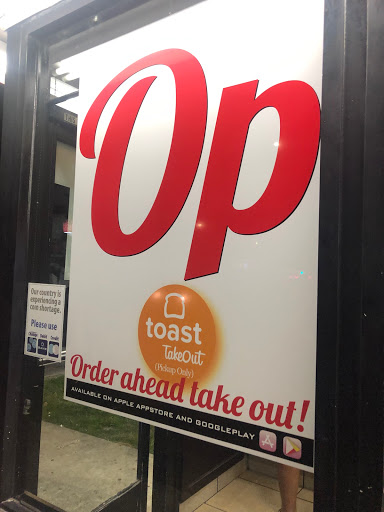 Op
toast
TakeOut
(Pickup Only)
Order ahead take out!
AVAILABLE ON APPLE APPSTORE AND GOOGLEPLAY
Our country is
experiencing a
coin shortage.
Please use